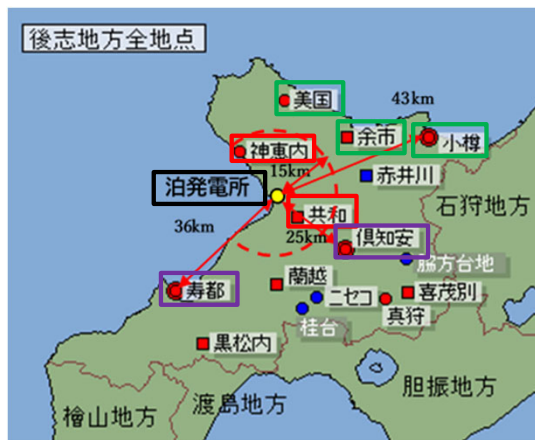 後志地方全地点
美国
43km
余市
小樽
神恵内
15km
赤井川
泊発電所
石狩地方
共和
36km
25km
倶知安
脇方台地
寿都
蘭越
ニセコ
喜茂別
真狩
桂台
黒松内
胆振地方
渡島地方
檜山地方